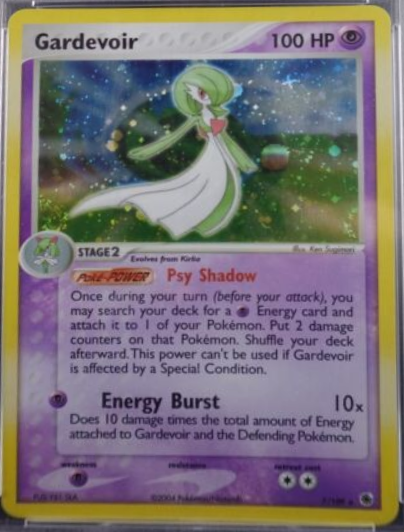 Gardevoir 100 HP
Illus. Ken Sugimori
STAGE2 Evolves from Kirlia
POKé-POWER Psy Shadow
Once during your turn (before your attack), you
may search your deck for a Energy card and
attach it to 1 of your Pokémon. Put 2 damage
counters on that Pokémon. Shuffle your deck
afterward. This power can't be used if Gardevoir
is affected by a Special Condition.
Energy Burst 10x
Does 10 damage times the total amount of Energy
attached to Gardevoir and the Defending Pokémon.
weakness resistance retreat cost
©2004 Pokémon/Nintendo